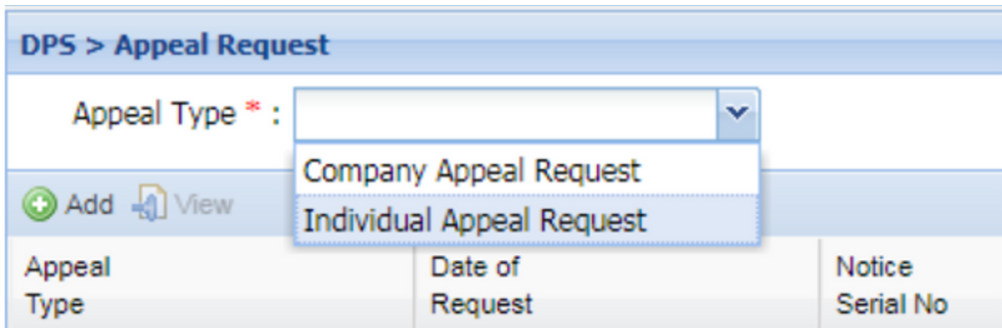 DPS > Appeal Request
Appeal Type * :
Company Appeal Request
Individual Appeal Request
Add View
Appeal Type
Date of Request
Notice Serial No